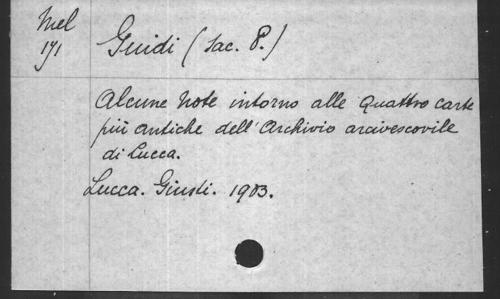 Mel
171
Guidi (Sac. P.)
Alcune Note intorno alle Quattro carte
più antiche dell'Archivio arcivescovile
di Lucca.
Lucca. Giusti. 1903.